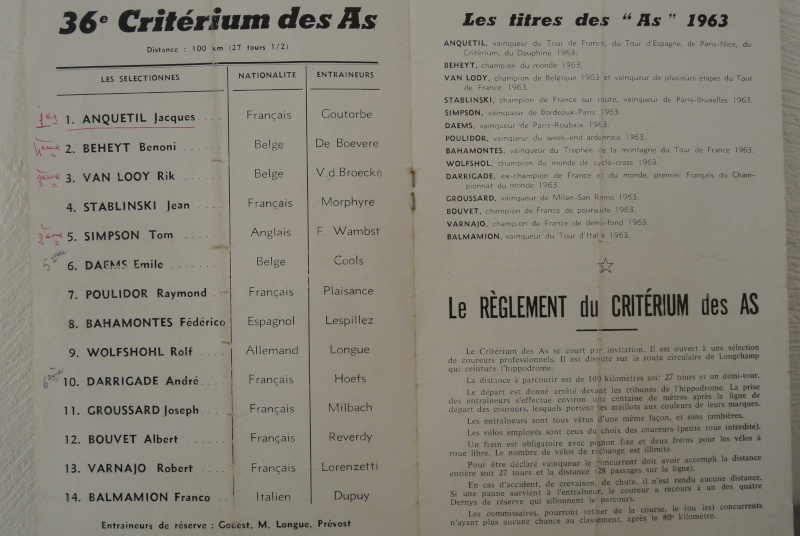 36e Critérium des As
Distance : 100 km (27 tours 1/2)
LES SELECTIONNES NATIONALITE ENTRAINEURS
1ers 1. ANQUETIL Jacques .... Français Coutorbe
4ème 2. BEHEYT Benoni ...... Belge De Boevere
3ème 3. VAN LOOY Rik ...... Belge V.d.Broecke
4. STABLINSKI Jean .... Français Morphyre
2ème 5. SIMPSON Tom ...... Anglais F. Wambst
5ème 6. DAEMS Emile ....... Belge Cools
7. POULIDOR Raymond .. Français Plaisance
8. BAHAMONTES Fédérico Espagnol Lespillez
9. WOLFSHOHL Rolf .... Allemand Longue
6ème 10. DARRIGADE André.... Français Hoefs
11. GROUSSARD Joseph... Français Milbach
12. BOUVET Albert ..... Français Reverdy
13. VARNAJO Robert .... Français Lorenzetti
14. BALMAMION Franco .. Italien Dupuy
Entraineurs de réserve : Gouest, M. Longue, Prévost
Les titres des " As " 1963
ANQUETIL, vainqueur du Tour de France, du Tour d'Espagne, de Paris-Nice, du
Critérium, du Dauphiné 1963.
BEHEYT, champion du monde 1963.
VAN LOOY, champion de Belgique 1963 et vainqueur de plusieurs étapes du Tour
de France 1963.
STABLINSKI, champion de France sur route, vainqueur de Paris-Bruxelles 1963.
SIMPSON, vainqueur de Bordeaux-Paris 1963.
DAEMS, vainqueur de Paris-Roubaix 1963.
POULIDOR, vainqueur du week-end ardennais 1963.
BAHAMONTES, vainqueur du Trophée de la montagne du Tour de France 1963.
WOLFSHOL, champion du monde de cyclo-cross 1963.
DARRIGADE, ex-champion de France et du monde, premier Français du Cham-
pionnat du monde 1963.
GROUSSARD, vainqueur de Milan-San Remo 1963.
BOUVET, champion de France de poursuite 1963.
VARNAJO, champion de France de demi-fond 1963.
BALMAMION, vainqueur du Tour d'Italie 1963.
Le RÈGLEMENT du CRITÉRIUM des AS
Le Critérium des As se court par invitation. Il est ouvert à une sélection
de coureurs professionnels. Il est disputé sur la route circulaire de Longchamp
qui ceinture l'hippodrome.
La distance à parcourir est de 100 kilomètres soi: 27 tours et un demi-tour.
Le départ est donné arrêté devant les tribunes de l'hippodrome. La prise
des entraîneurs s'effectue environ une centaine de mètres après la ligne de
départ des coureurs, lesquels portent les maillots aux couleurs de leurs marques.
Les entraîneurs sont tous vêtus d'une même façon, et sans jambières.
Les vélos employés sont ceux du choix des coureurs (petite roue interdite).
Un frein est obligatoire avec pignon fixe et deux freins pour les vélos à
roue libre. Le nombre de vélos de rechange est illimité.
Pour être déclaré vainqueur le concurrent doit avoir accompli la distance
entière soit 27 tours et la distance (28 passages sur la ligne).
En cas d'accident, de crevaison, de chute, il n'est rendu aucune distance.
Si une panne survient à l'entraîneur, le coureur a recours à un des quatre
Dernys de réserve qui sillonnent le parcours.
Les commissaires, pourront retirer de la course, le (ou les) concurrents
n'ayant plus aucune chance au classement, après le 80e kilomètre.